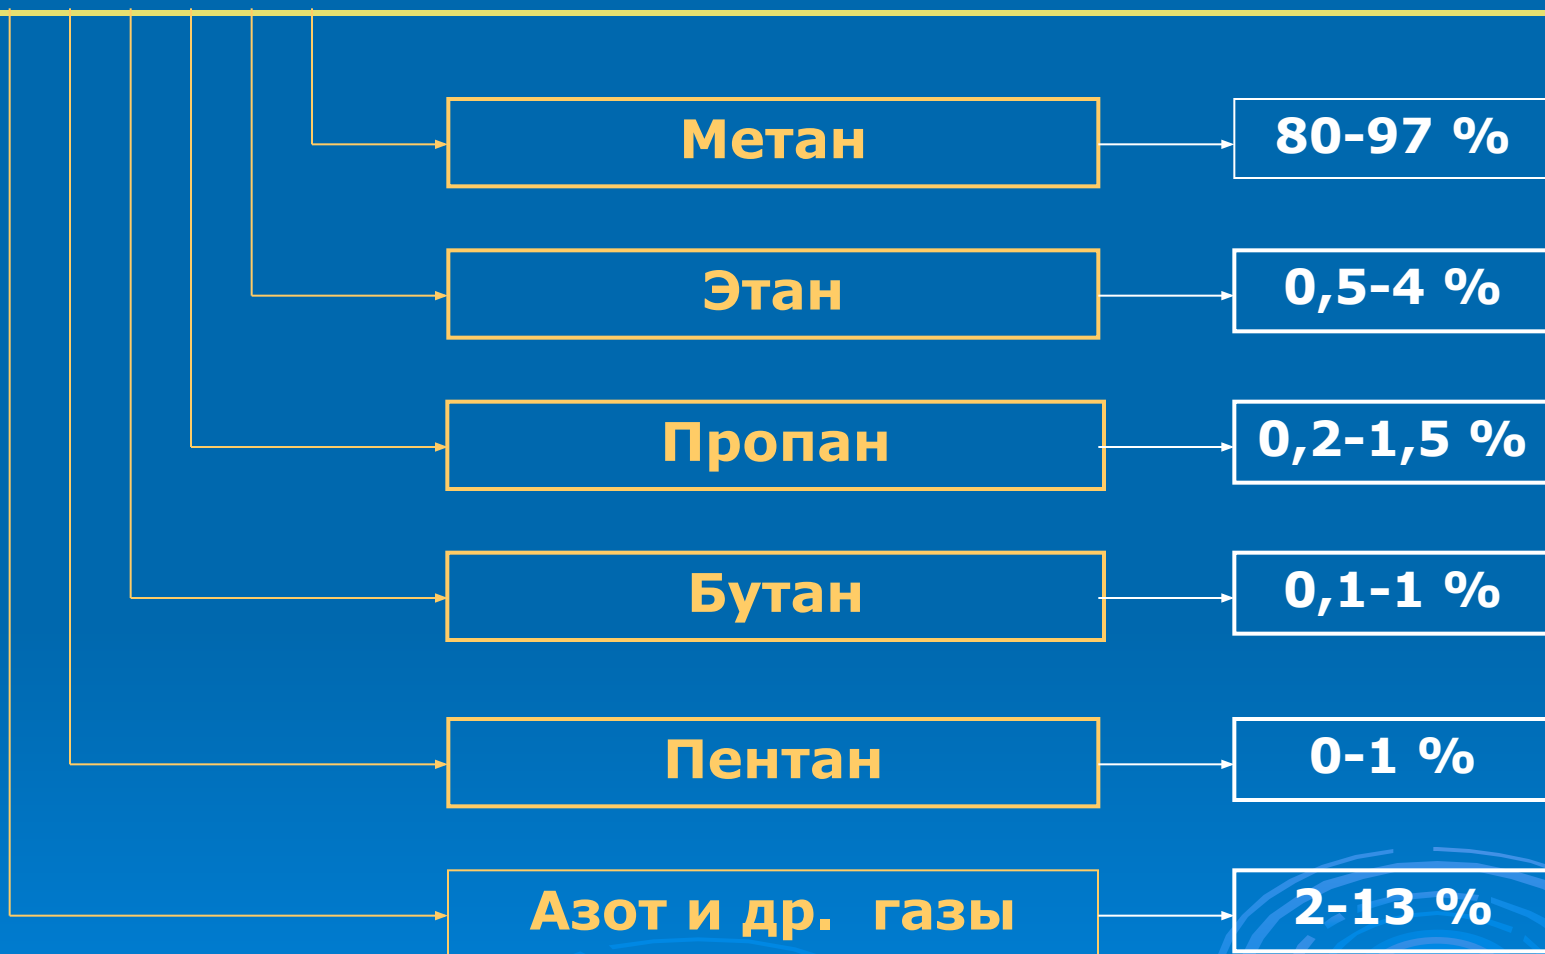 Метан 80-97 %
Этан 0,5-4 %
Пропан 0,2-1,5 %
Бутан 0,1-1 %
Пентан 0-1 %
Азот и др. газы 2-13 %